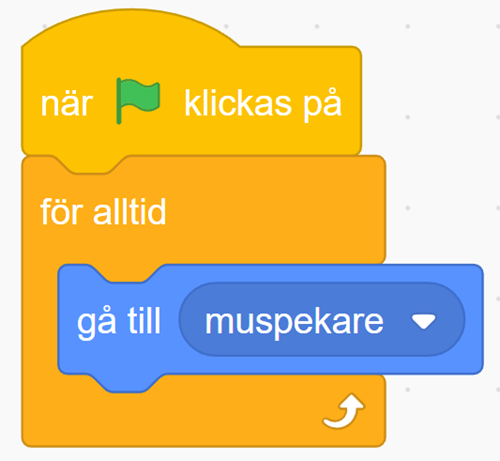 när klickas på
för alltid
gå till muspekare